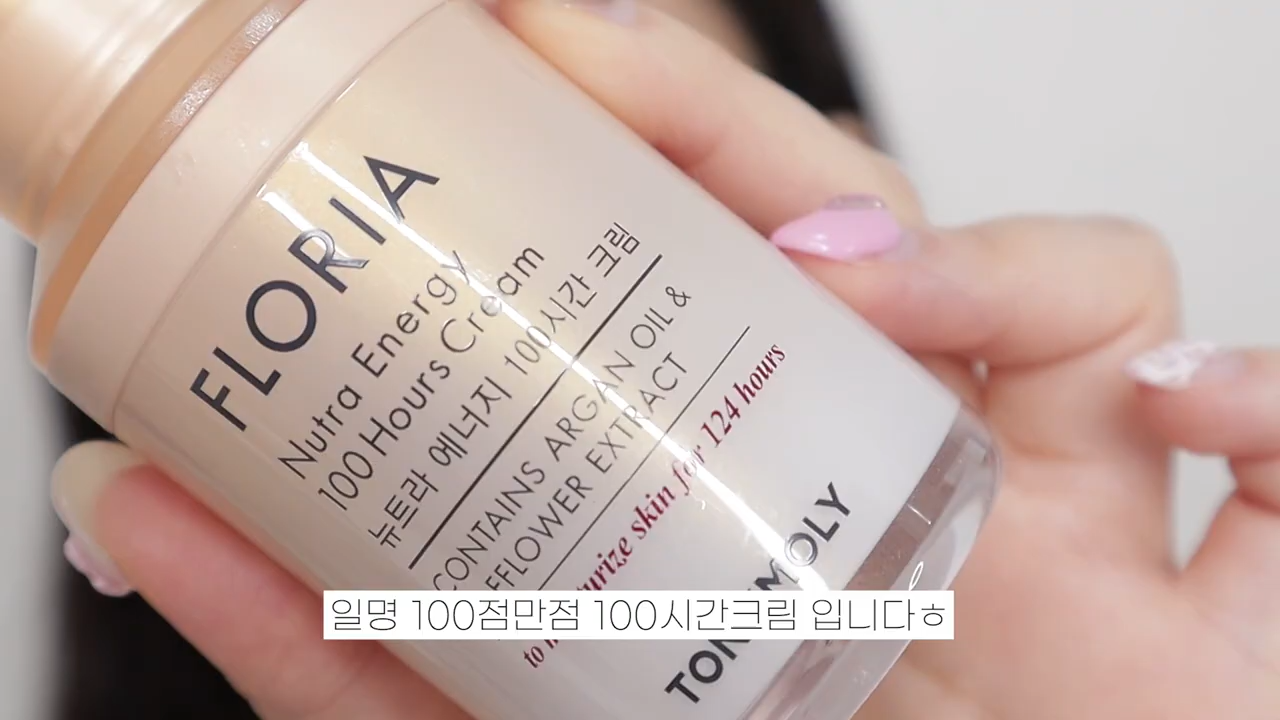 FLORIA
Nutra Energy
100 Hours Cream
뉴트라 에너지 100시간 크림
CONTAINS ARGAN OIL &
FFLOWER EXTRACT
to skin for 124 hours
TONYMOLY
일명 100점만점 100시간크림 입니다ㅎ